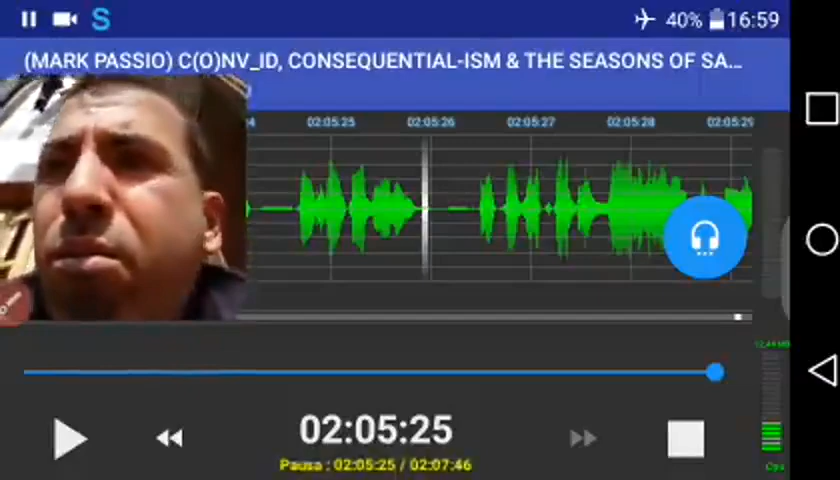 S 40% 16:59
(MARK PASSIO) C(O)NV_ID, CONSEQUENTIAL-ISM & THE SEASONS OF SA...
4 02:05:25 02:05:26 02:05:27 02:05:28 02:05:29
02:05:25
Pausa : 02:05:25 / 02:07:46